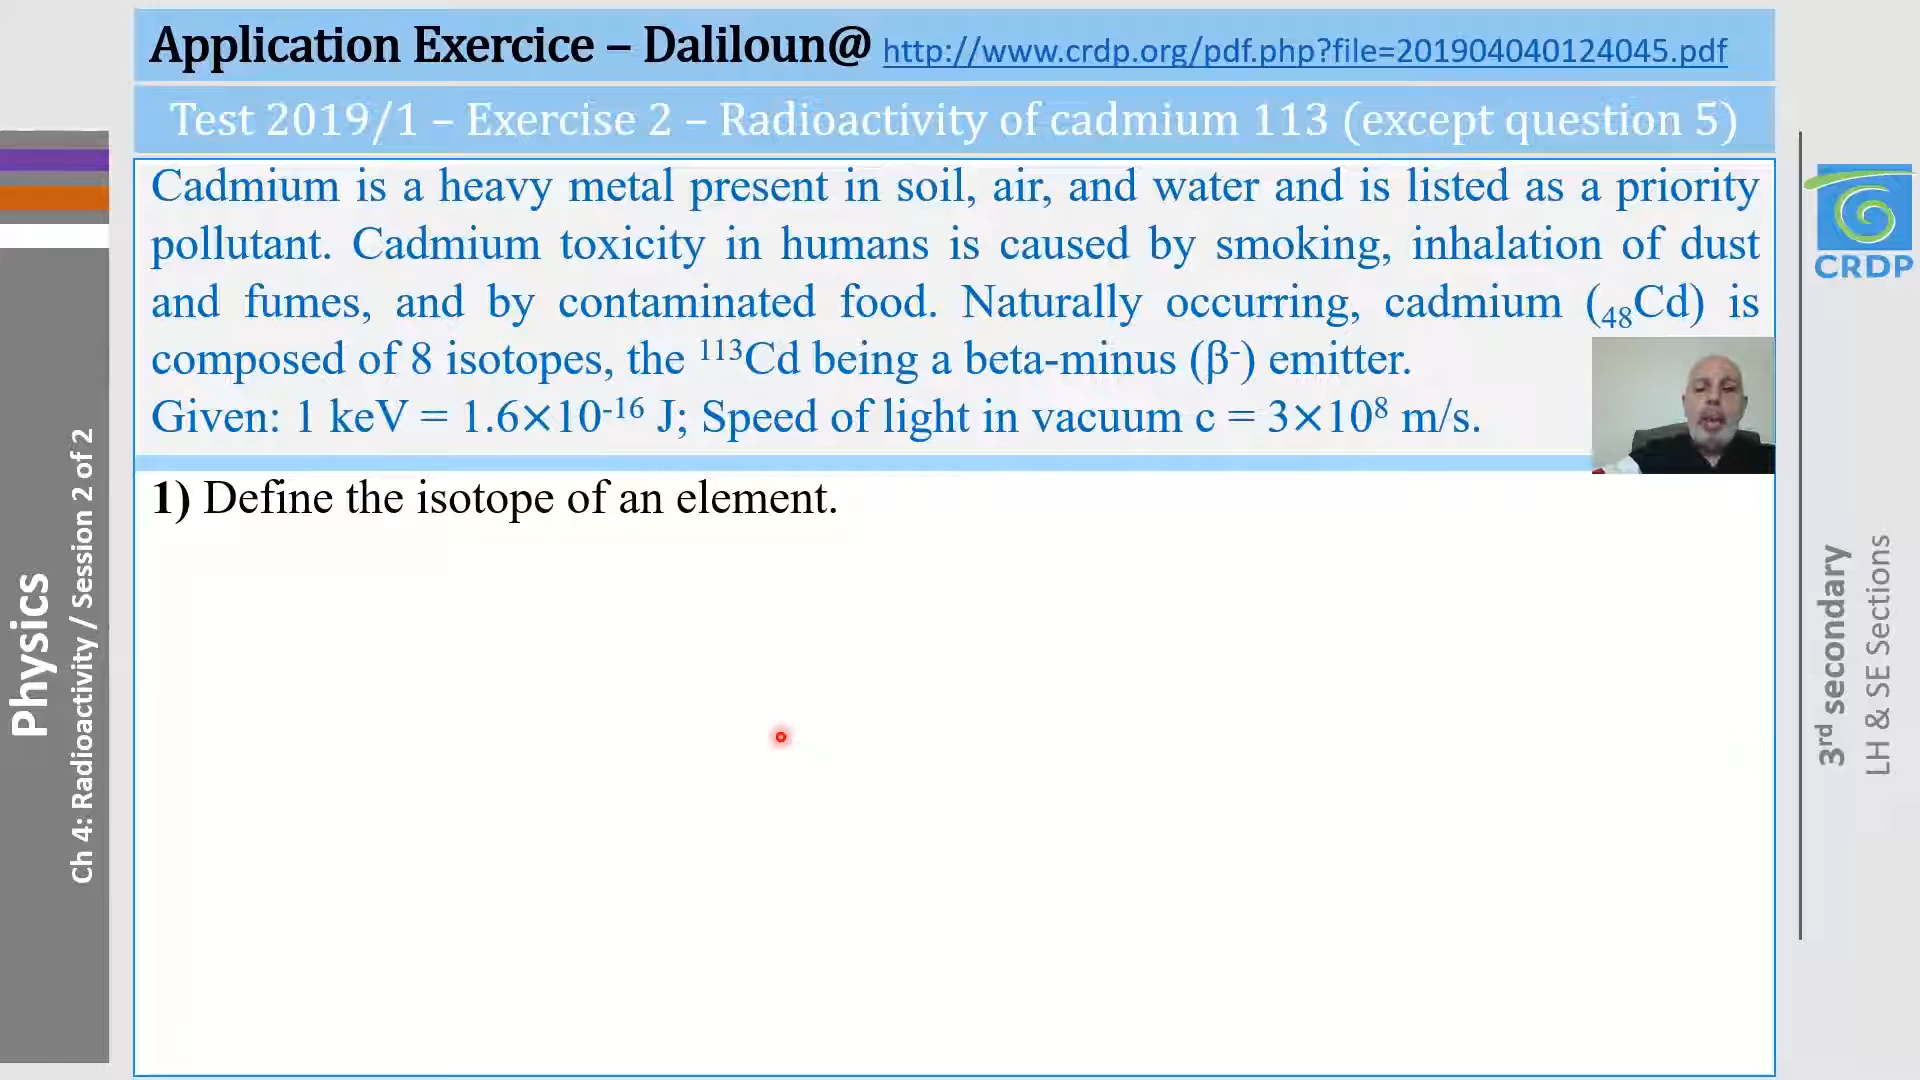 Application Exercice – Daliloun@ http://www.crdp.org/pdf.php?file=201904040124045.pdf
Test 2019/1 – Exercise 2 – Radioactivity of cadmium 113 (except question 5)
Cadmium is a heavy metal present in soil, air, and water and is listed as a priority
pollutant. Cadmium toxicity in humans is caused by smoking, inhalation of dust
and fumes, and by contaminated food. Naturally occurring, cadmium (₄₈Cd) is
composed of 8 isotopes, the ¹¹³Cd being a beta-minus (β⁻) emitter.
Given: 1 keV = 1.6×10⁻¹⁶ J; Speed of light in vacuum c = 3×10⁸ m/s.
1) Define the isotope of an element.
Physics
Ch 4: Radioactivity / Session 2 of 2
CRDP
3rd secondary
LH & SE Sections